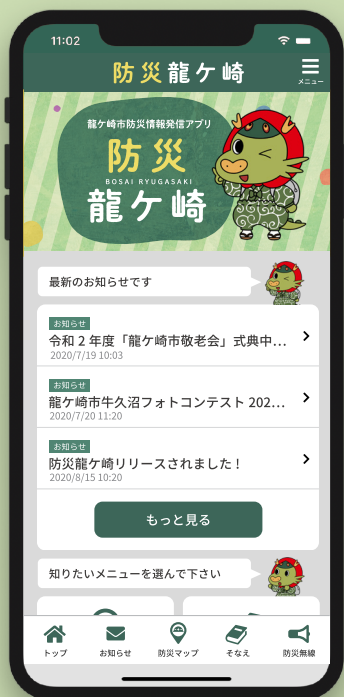 11:02
防災龍ケ崎
メニュー
龍ケ崎市防災情報発信アプリ
防災
BOSAI RYUGASAKI
龍ケ崎
最新のお知らせです
お知らせ
令和2年度「龍ケ崎市敬老会」式典中...
2020/7/19 10:03
お知らせ
龍ケ崎市牛久沼フォトコンテスト 202...
2020/7/20 11:20
お知らせ
防災龍ケ崎リリースされました！
2020/8/15 10:20
もっと見る
知りたいメニューを選んで下さい
トップ
お知らせ
防災マップ
そなえ
防災無線